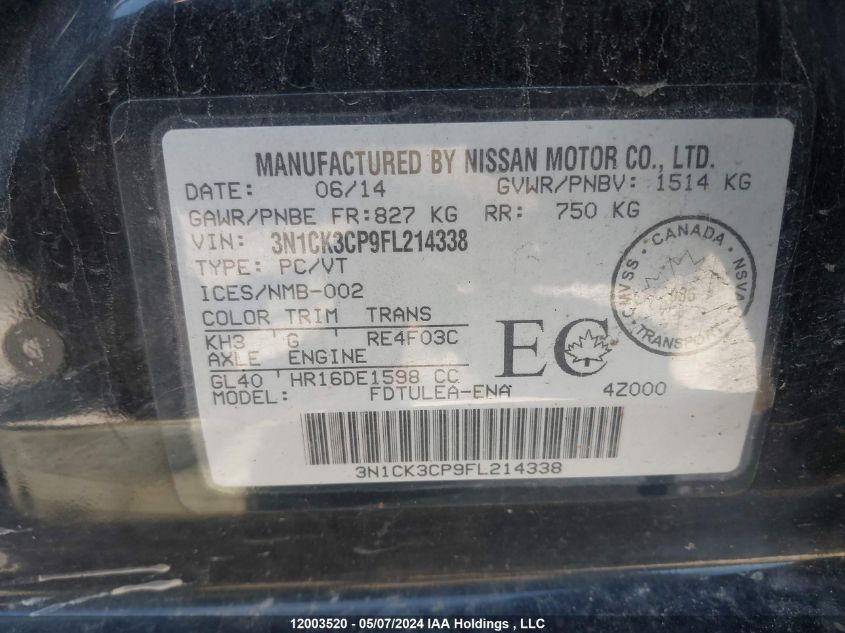 MANUFACTURED BY NISSAN MOTOR CO., LTD.
DATE: 06/14 GVWR/PNBV: 1514 KG
GAWR/PNBE FR:827 KG RR: 750 KG
VIN: 3N1CK3CP9FL214338
TYPE: PC/VT
ICES/NMB-002
COLOR TRIM TRANS
KH3 G RE4F03C
AXLE ENGINE
GL40 HR16DE1598 CC
MODEL: FDTULEA-ENA 4Z000
EC
CMVSS · CANADA · NSVA
TRANSPORT
3N1CK3CP9FL214338
12003520 - 05/07/2024 IAA Holdings , LLC